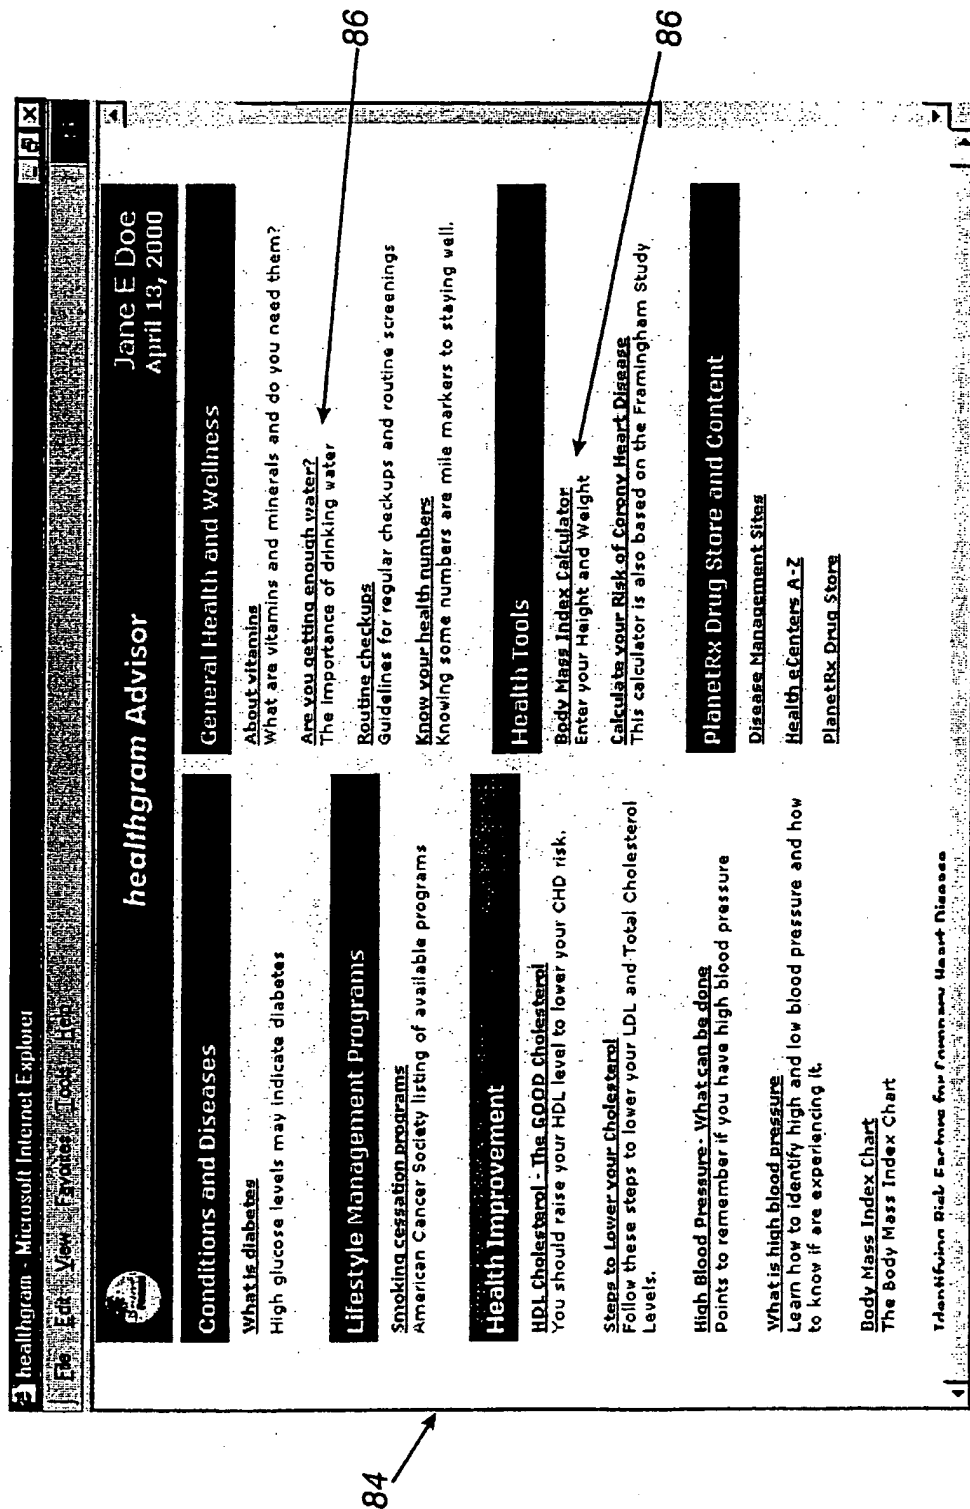 healthgram - Microsoft Internet Explorer
File Edit View Favorites Tools Help
healthgram Advisor
Jane E Doe
April 13, 2000
Conditions and Diseases
What is diabetes
High glucose levels may indicate diabetes
Lifestyle Management Programs
Smoking cessation programs
American Cancer Society listing of available programs
Health Improvement
HDL Cholesterol - The GOOD Cholesterol
You should raise your HDL level to lower your CHD risk.
Steps to Lower your Cholesterol
Follow these steps to lower your LDL and Total Cholesterol
Levels.
High Blood Pressure - What can be done
Points to remember if you have high blood pressure
What is high blood pressure
Learn how to identify high and low blood pressure and how
to know if are experiencing it.
Body Mass Index Chart
The Body Mass Index Chart
Identifying Risk Factors for Coronary Heart Disease
General Health and Wellness
About vitamins
What are vitamins and minerals and do you need them?
Are you getting enough water?
The importance of drinking water
Routine checkups
Guidelines for regular checkups and routine screenings
Know your health numbers
Knowing some numbers are mile markers to staying well.
Health Tools
Body Mass Index Calculator
Enter your Height and Weight
Calculate your Risk of Corony Heart Disease
This calculator is also based on the Framingham Study
PlanetRx Drug Store and Content
Disease Management Sites
Health eCenters A-Z
PlanetRx Drug Store
84
86
86